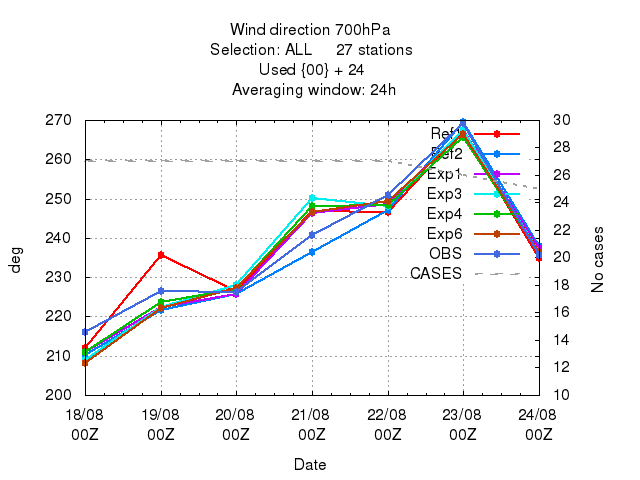 Wind direction 700hPa
Selection: ALL 27 stations
Used {00} + 24
Averaging window: 24h
270
260
250
240
230
220
210
200
deg
30
28
26
24
22
20
18
16
14
12
10
No cases
Ref1
Ref2
Exp1
Exp3
Exp4
Exp6
OBS
CASES
18/08 19/08 20/08 21/08 22/08 23/08 24/08
00Z 00Z 00Z 00Z 00Z 00Z 00Z
Date